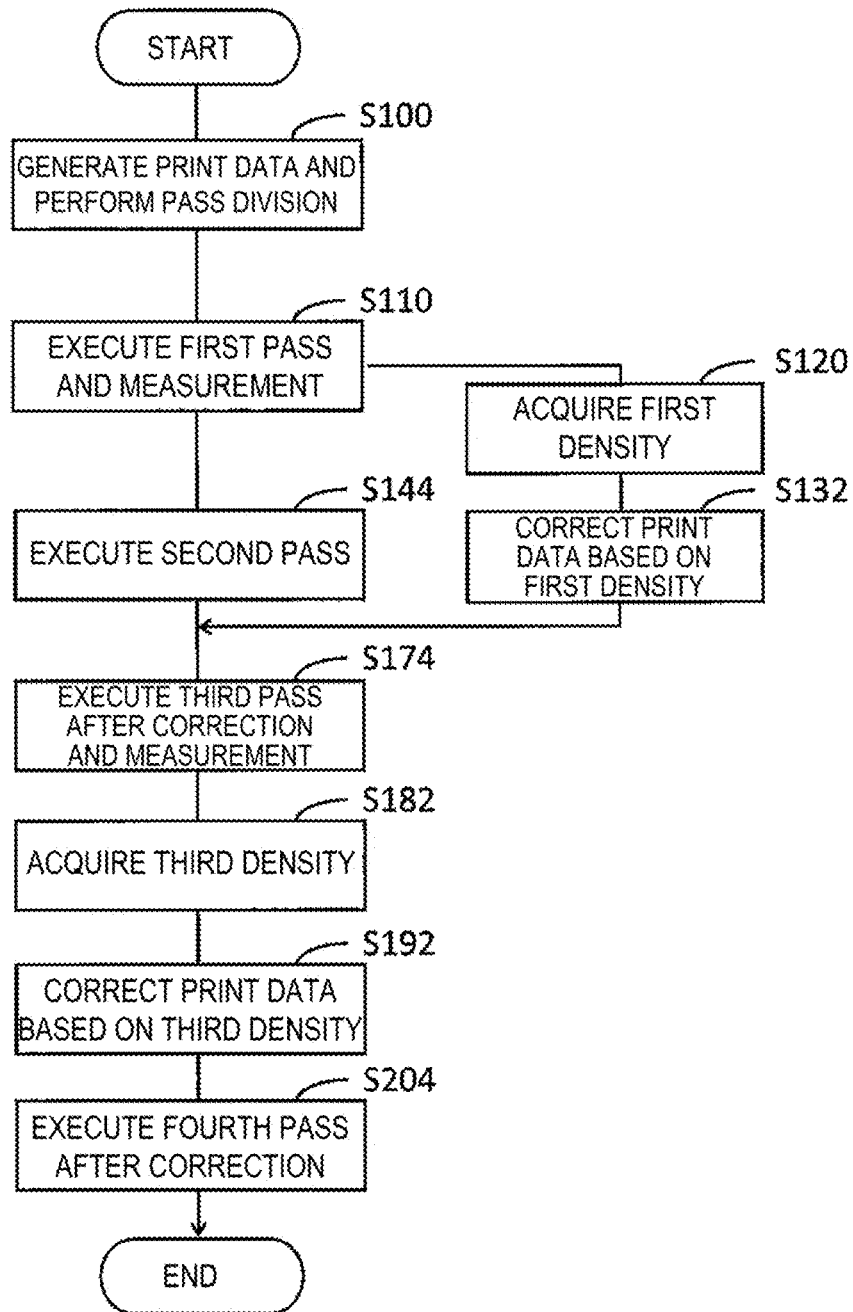 START
S100
GENERATE PRINT DATA AND
PERFORM PASS DIVISION
S110
EXECUTE FIRST PASS
AND MEASUREMENT
S120
ACQUIRE FIRST
DENSITY
S144
EXECUTE SECOND PASS
S132
CORRECT PRINT
DATA BASED ON
FIRST DENSITY
S174
EXECUTE THIRD PASS
AFTER CORRECTION
AND MEASUREMENT
S182
ACQUIRE THIRD DENSITY
S192
CORRECT PRINT DATA
BASED ON THIRD DENSITY
S204
EXECUTE FOURTH PASS
AFTER CORRECTION
END